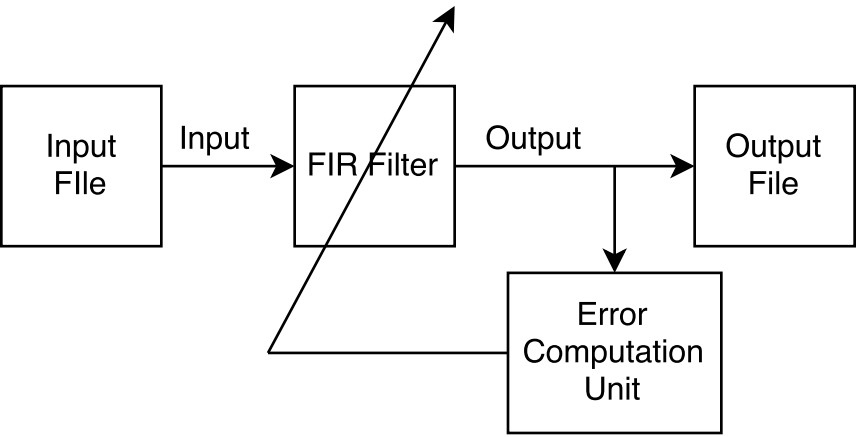 Input
FIle
Input
FIR Filter
Output
Output
File
Error
Computation
Unit